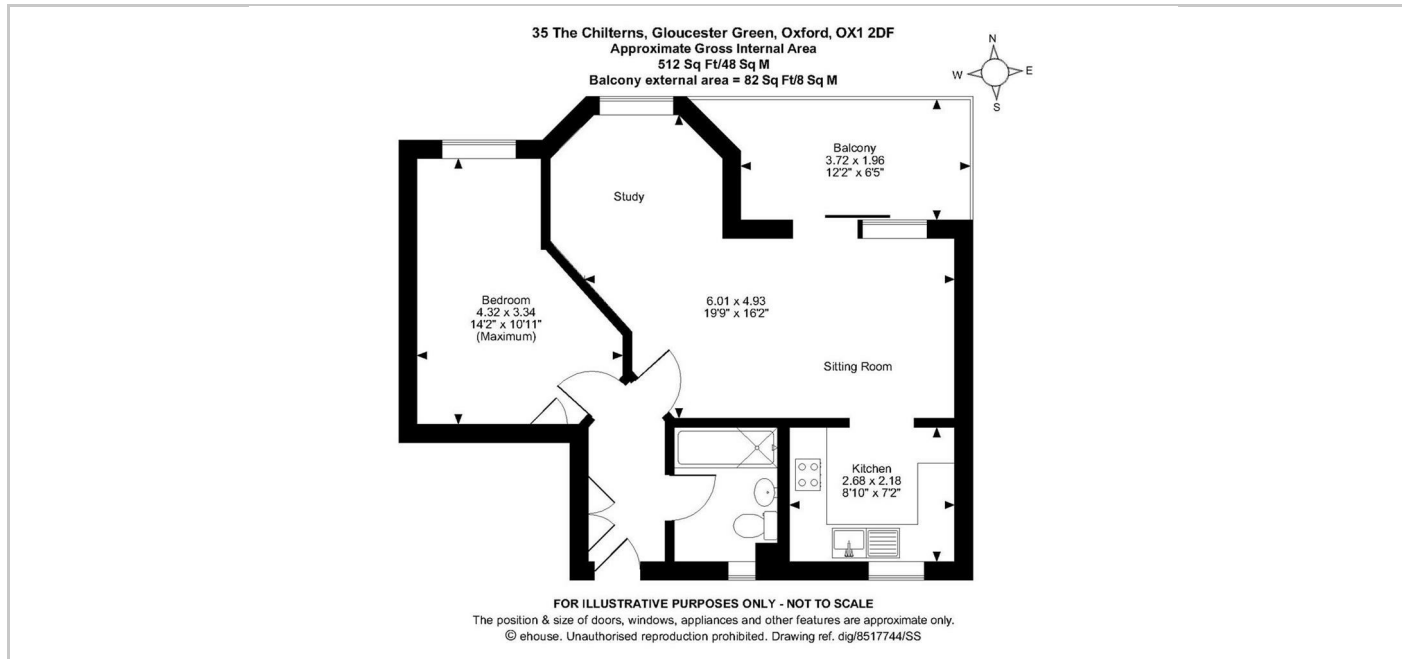 35 The Chilterns, Gloucester Green, Oxford, OX1 2DF
Approximate Gross Internal Area
512 Sq Ft/48 Sq M
Balcony external area = 82 Sq Ft/8 Sq M
N
W
E
S
Balcony
3.72 x 1.96
12'2" x 6'5"
Study
Bedroom
4.32 x 3.34
14'2" x 10'11"
(Maximum)
6.01 x 4.93
19'9" x 16'2"
Sitting Room
Kitchen
2.68 x 2.18
8'10" x 7'2"
FOR ILLUSTRATIVE PURPOSES ONLY - NOT TO SCALE
The position & size of doors, windows, appliances and other features are approximate only.
© ehouse. Unauthorised reproduction prohibited. Drawing ref. dig/8517744/SS